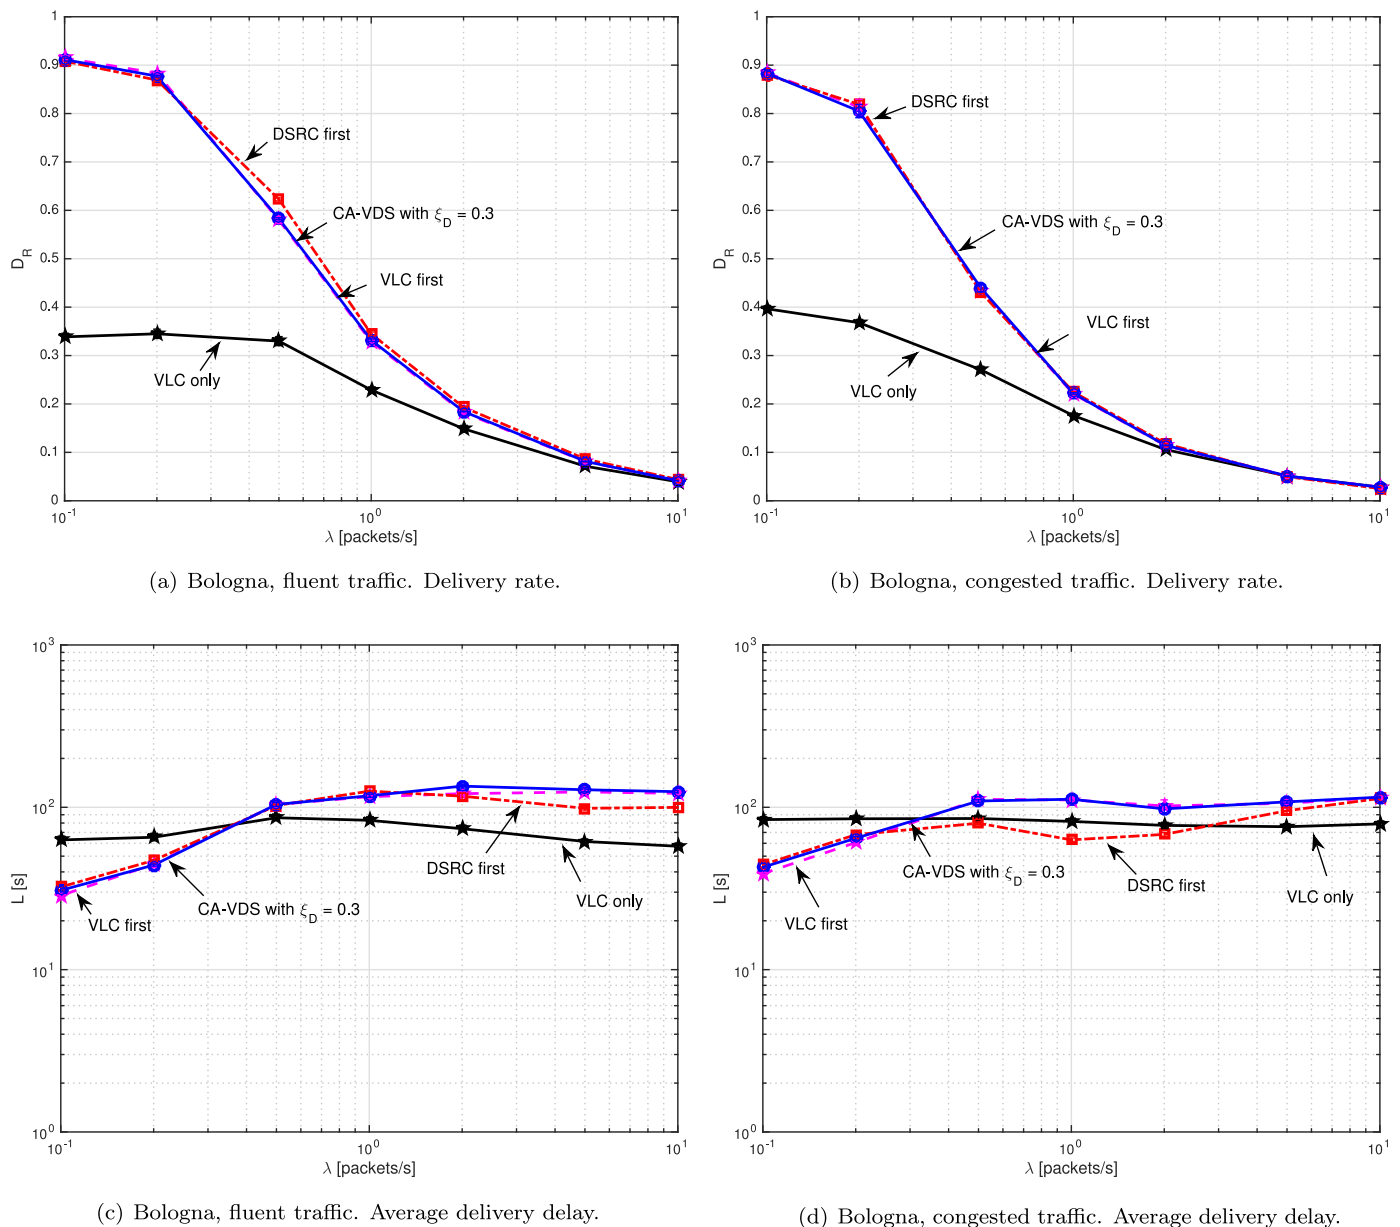 1
0.9
0.8
0.7
0.6
0.5
0.4
0.3
0.2
0.1
0
D_R
DSRC first
CA-VDS with ξ_D = 0.3
VLC first
VLC only
10^-1
10^0
10^1
λ [packets/s]
(a) Bologna, fluent traffic. Delivery rate.
1
0.9
0.8
0.7
0.6
0.5
0.4
0.3
0.2
0.1
0
D_R
DSRC first
CA-VDS with ξ_D = 0.3
VLC first
VLC only
10^-1
10^0
10^1
λ [packets/s]
(b) Bologna, congested traffic. Delivery rate.
10^3
10^2
10^1
10^0
L [s]
DSRC first
VLC only
CA-VDS with ξ_D = 0.3
VLC first
10^-1
10^0
10^1
λ [packets/s]
(c) Bologna, fluent traffic. Average delivery delay.
10^3
10^2
10^1
10^0
L [s]
CA-VDS with ξ_D = 0.3
DSRC first
VLC only
VLC first
10^-1
10^0
10^1
λ [packets/s]
(d) Bologna, congested traffic. Average delivery delay.